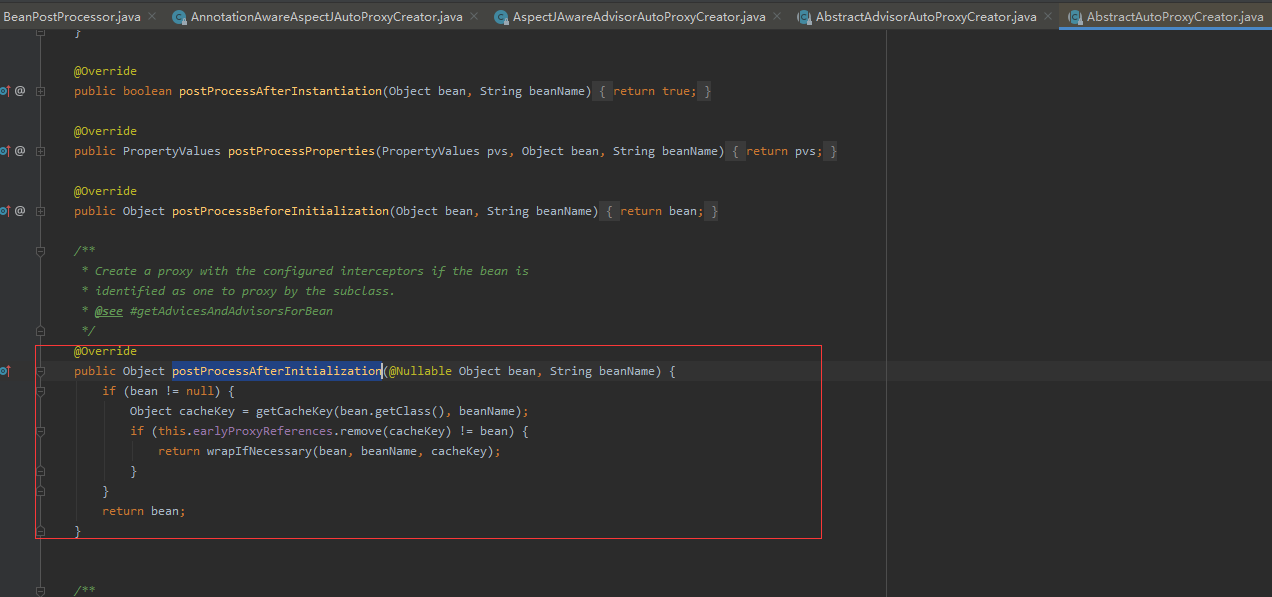 BeanPostProcessor.java × AnnotationAwareAspectJAutoProxyCreator.java × AspectJAwareAdvisorAutoProxyCreator.java × AbstractAdvisorAutoProxyCreator.java × AbstractAutoProxyCreator.java
}
@Override
public boolean postProcessAfterInstantiation(Object bean, String beanName) { return true; }
@Override
public PropertyValues postProcessProperties(PropertyValues pvs, Object bean, String beanName) { return pvs; }
@Override
public Object postProcessBeforeInitialization(Object bean, String beanName) { return bean; }
/**
* Create a proxy with the configured interceptors if the bean is
* identified as one to proxy by the subclass.
* @see #getAdvicesAndAdvisorsForBean
*/
@Override
public Object postProcessAfterInitialization(@Nullable Object bean, String beanName) {
if (bean != null) {
Object cacheKey = getCacheKey(bean.getClass(), beanName);
if (this.earlyProxyReferences.remove(cacheKey) != bean) {
return wrapIfNecessary(bean, beanName, cacheKey);
}
}
return bean;
}
/**